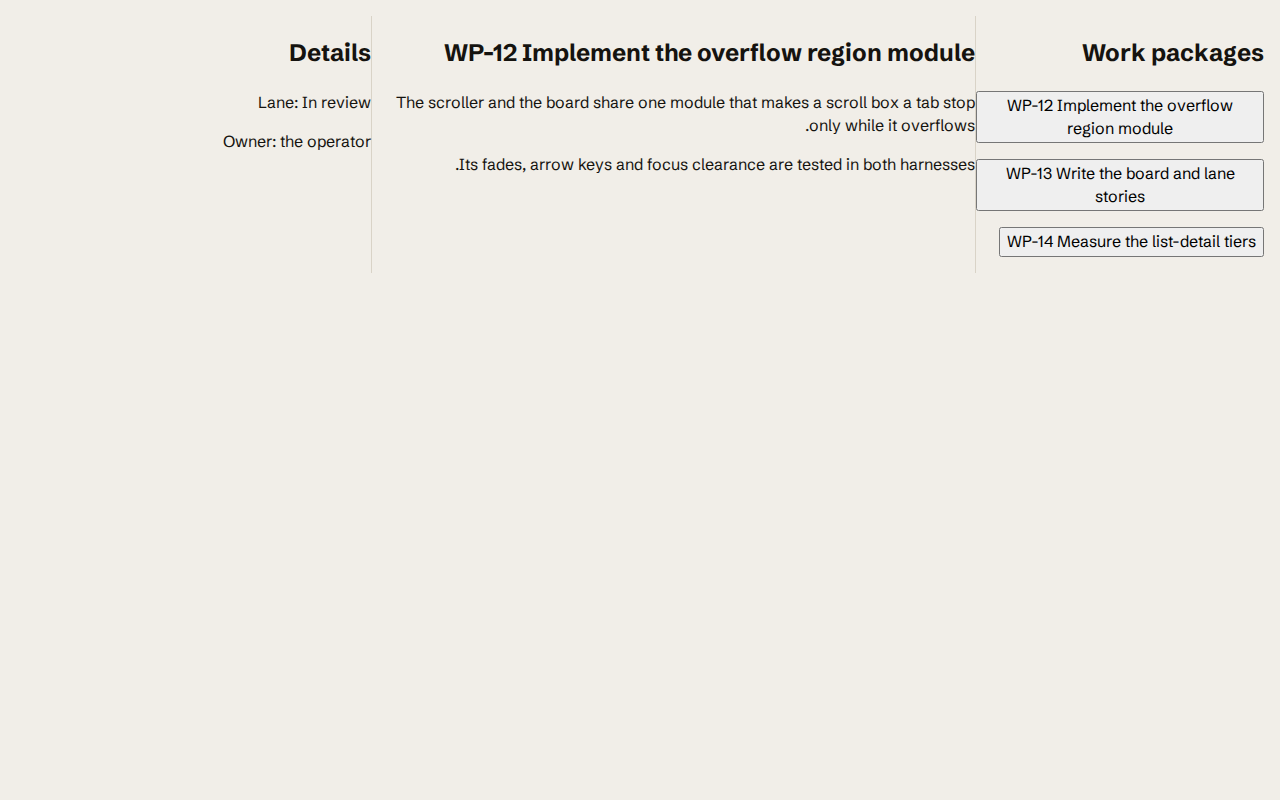 Work packages
WP-12 Implement the overflow
region module
WP-13 Write the board and lane
stories
WP-14 Measure the list-detail tiers
WP-12 Implement the overflow region module
The scroller and the board share one module that makes a scroll box a tab stop
.only while it overflows
.Its fades, arrow keys and focus clearance are tested in both harnesses
Details
Lane: In review
Owner: the operator